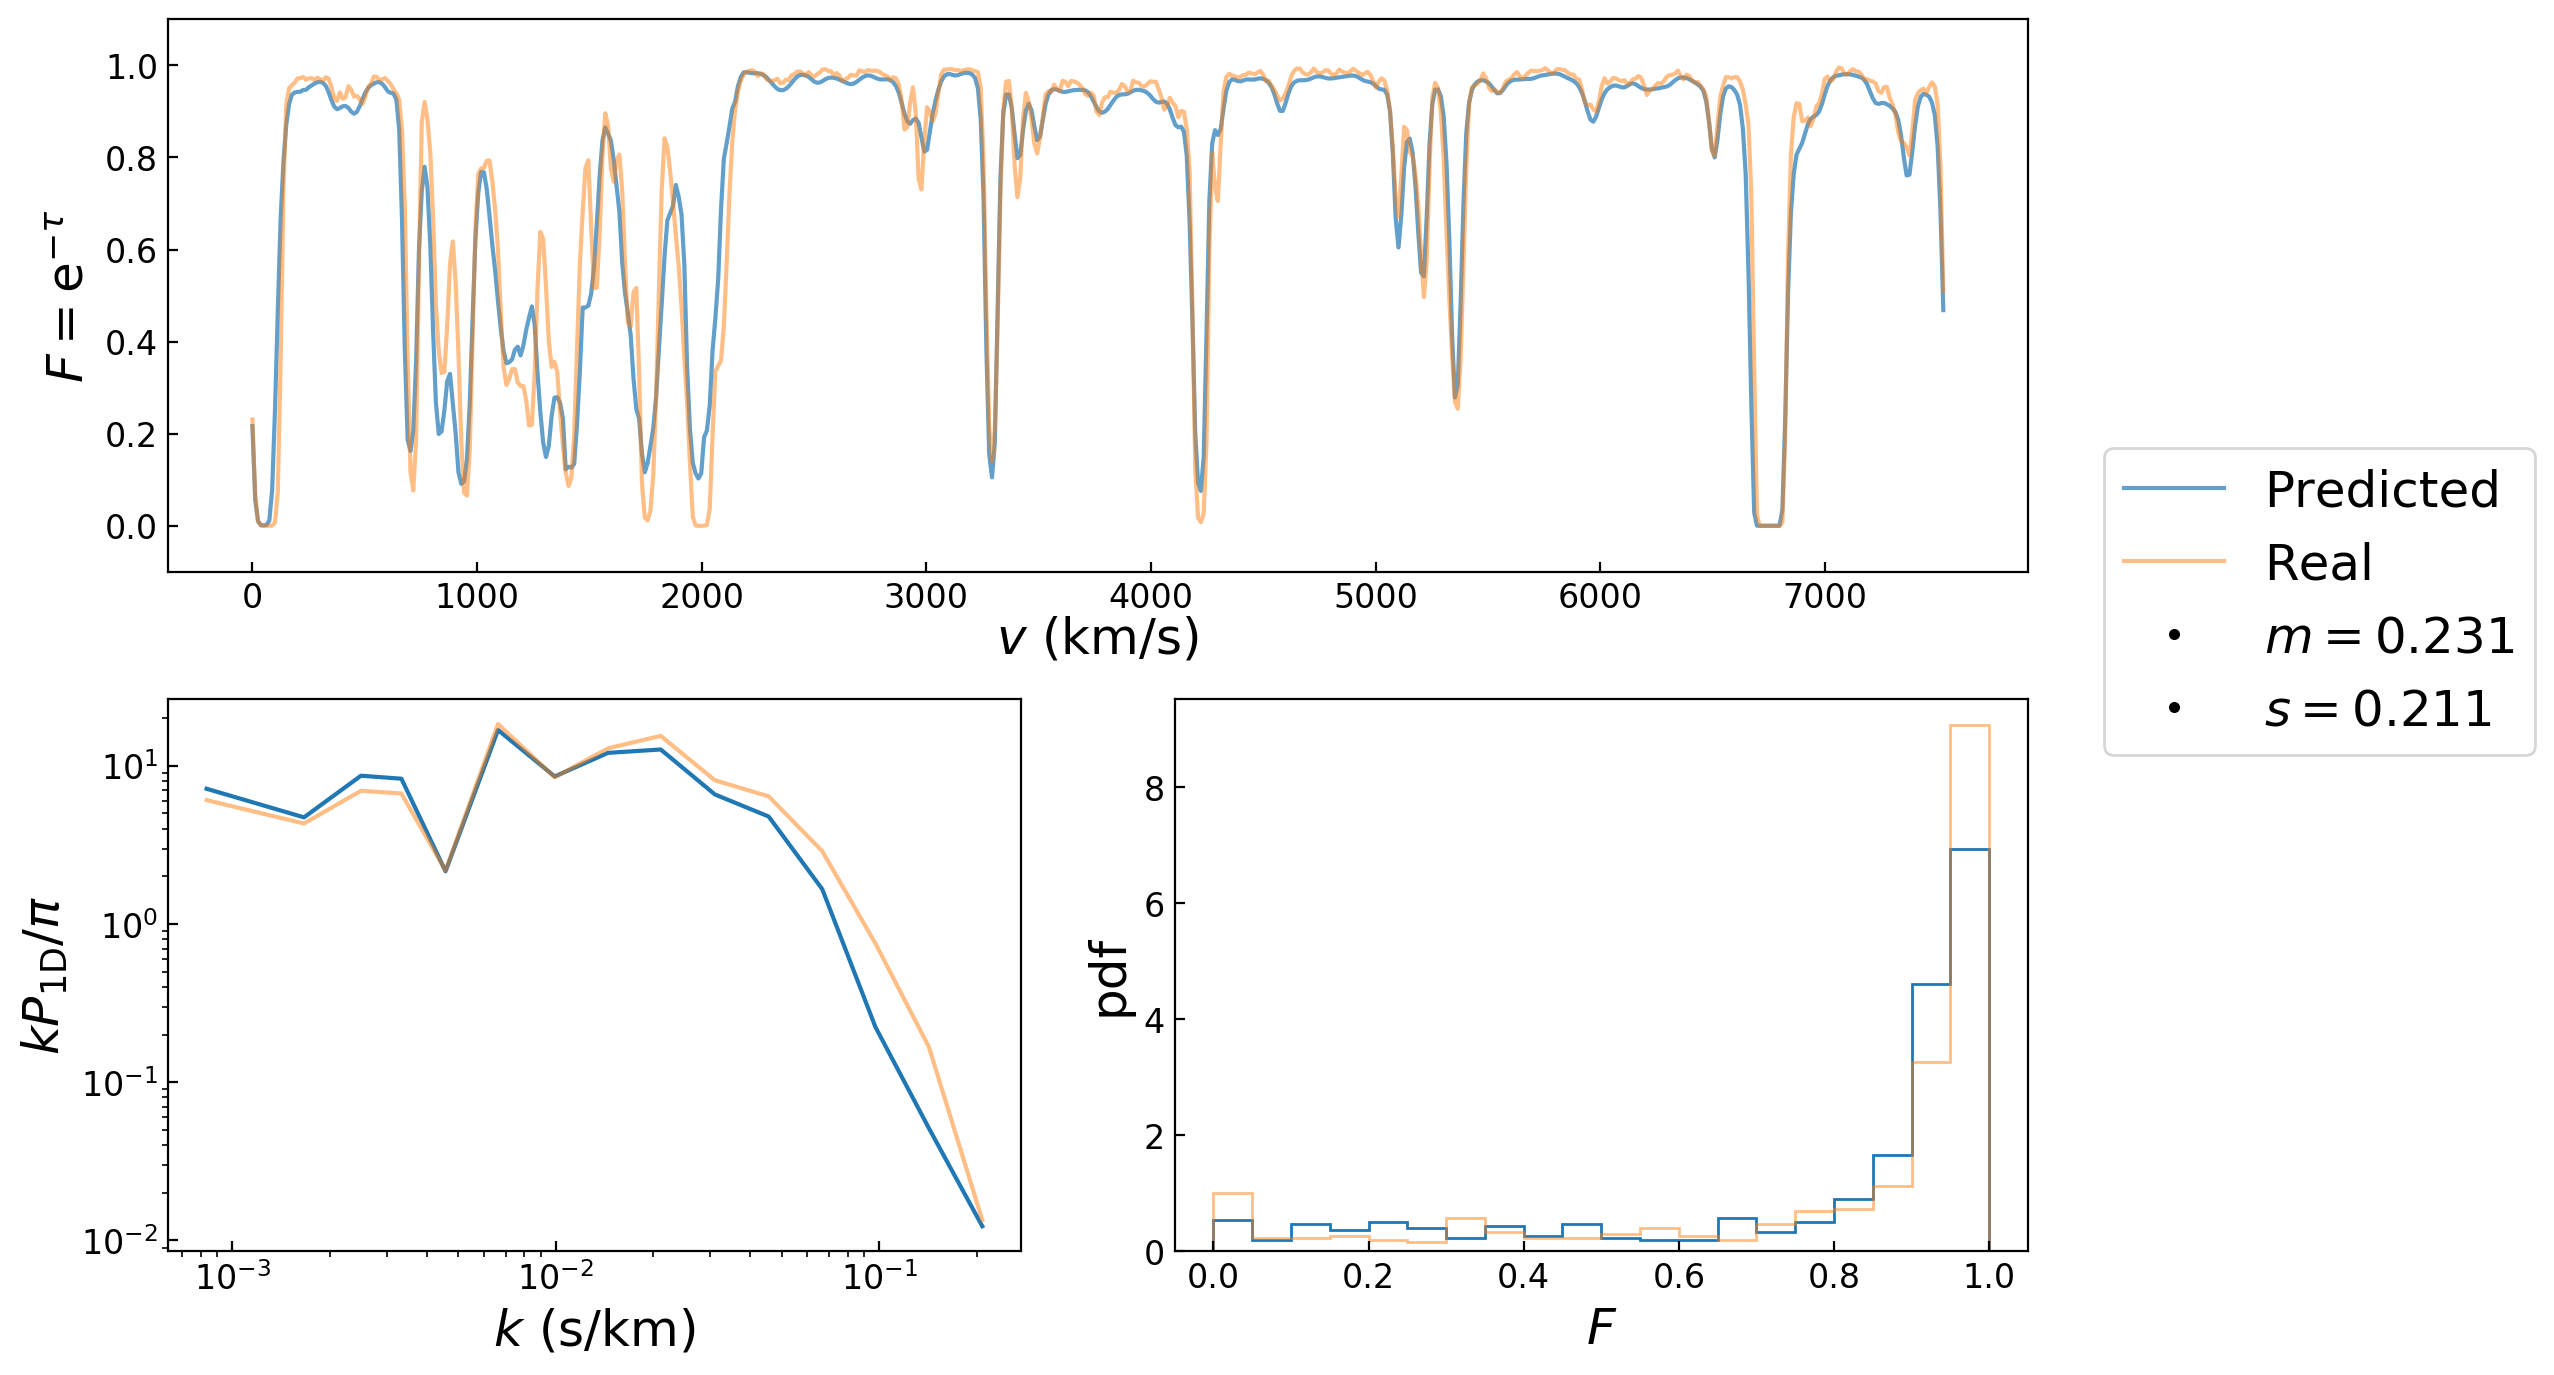 1.0
0.8
0.6
0.4
0.2
0.0
F = e^{−τ}
0 1000 2000 3000 4000 5000 6000 7000
v (km/s)
Predicted
Real
m = 0.231
s = 0.211
10^1
10^0
10^{−1}
10^{−2}
kP_{1D}/π
10^{−3} 10^{−2} 10^{−1}
k (s/km)
8
6
4
2
0
pdf
0.0 0.2 0.4 0.6 0.8 1.0
F